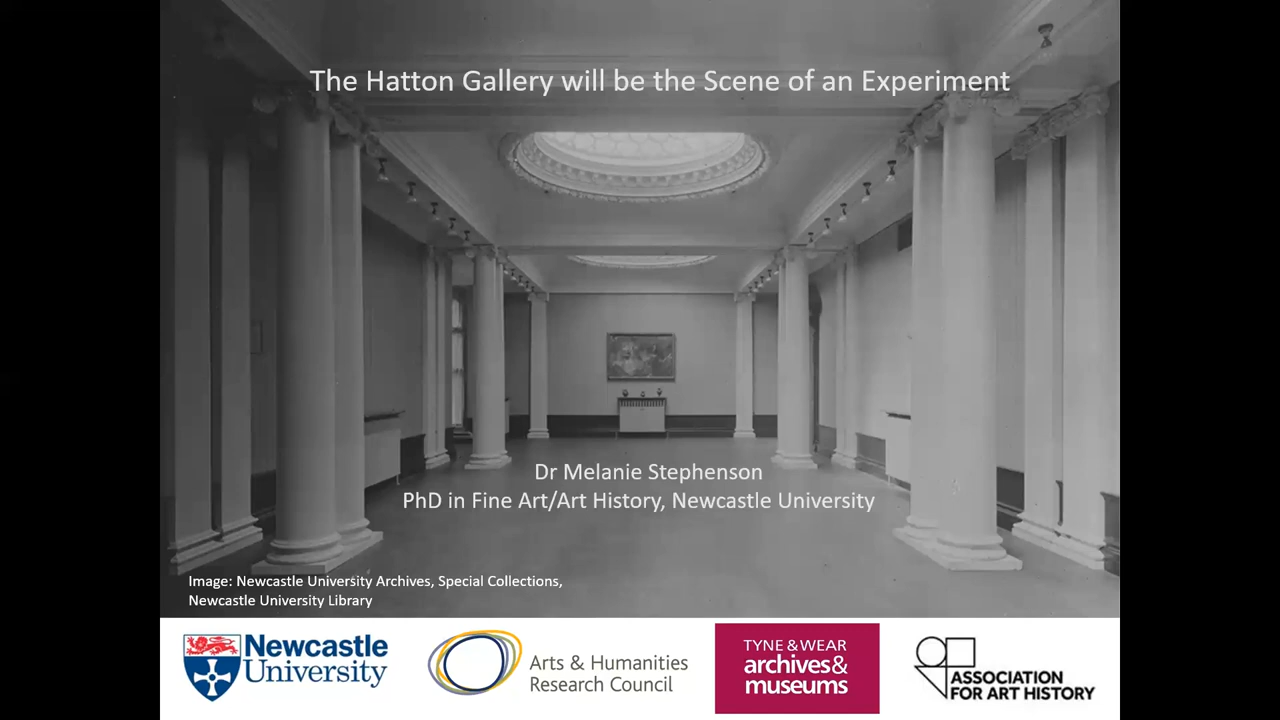 The Hatton Gallery will be the Scene of an Experiment
Dr Melanie Stephenson
PhD in Fine Art/Art History, Newcastle University
Image: Newcastle University Archives, Special Collections,
Newcastle University Library
Newcastle
University
Arts & Humanities
Research Council
TYNE & WEAR
archives&
museums
ASSOCIATION
FOR ART HISTORY